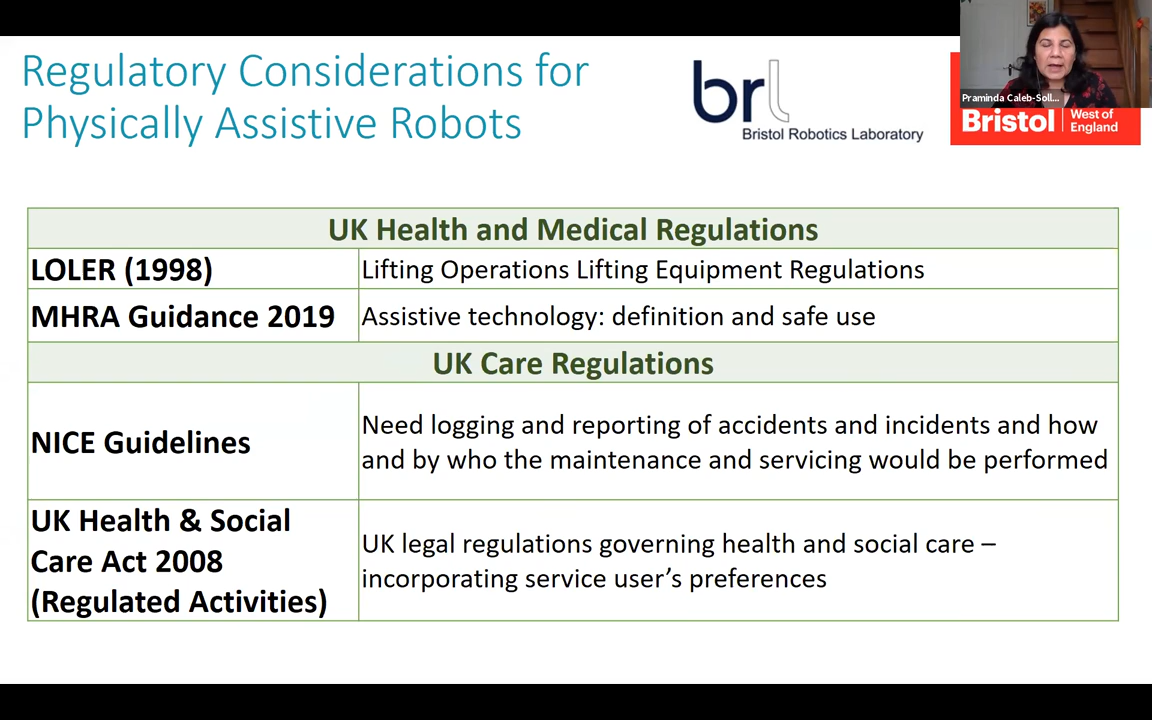 Regulatory Considerations for
Physically Assistive Robots
brl
Bristol Robotics Laboratory
Praminda Caleb-Soll...
Bristol
West of
England
UK Health and Medical Regulations
LOLER (1998)
Lifting Operations Lifting Equipment Regulations
MHRA Guidance 2019
Assistive technology: definition and safe use
UK Care Regulations
NICE Guidelines
Need logging and reporting of accidents and incidents and how
and by who the maintenance and servicing would be performed
UK Health & Social
Care Act 2008
(Regulated Activities)
UK legal regulations governing health and social care –
incorporating service user’s preferences